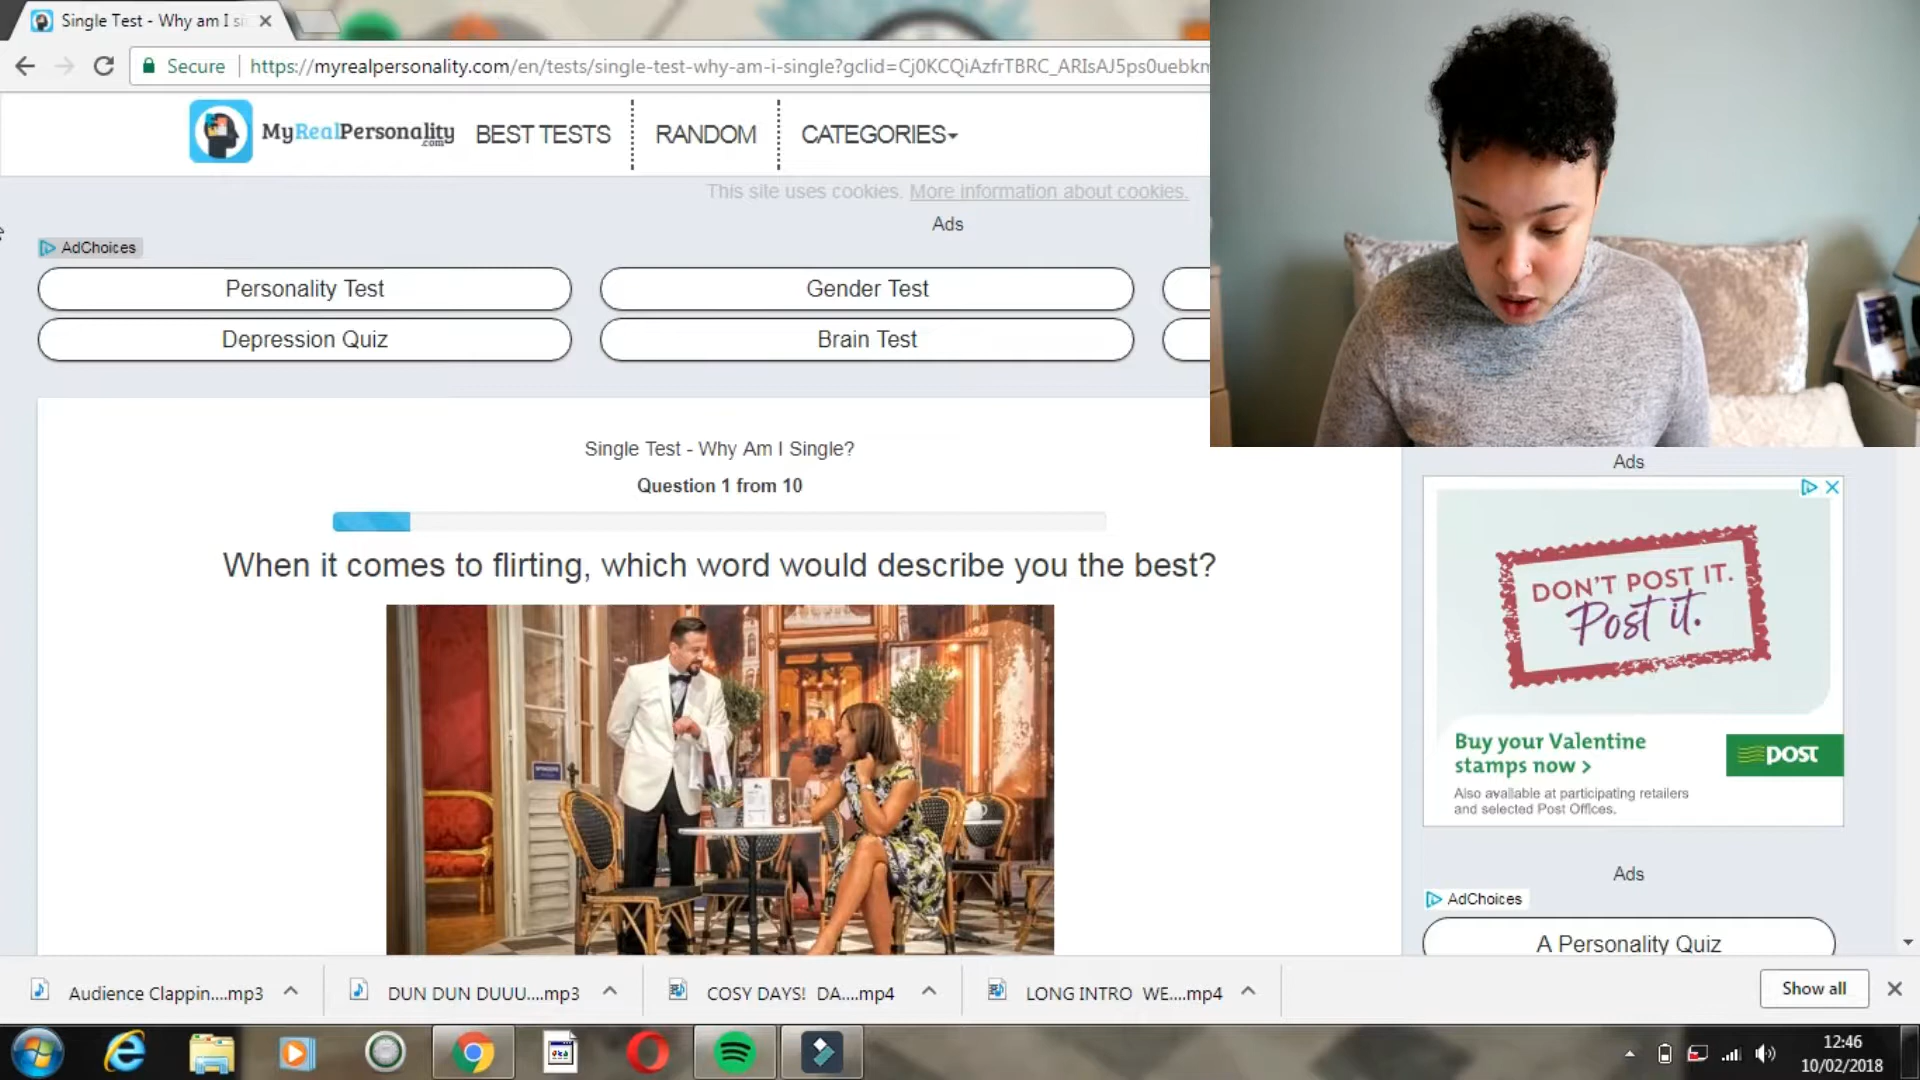 Single Test - Why am I si
Secure
https://myrealpersonality.com/en/tests/single-test-why-am-i-single?gclid=Cj0KCQiAzfrTBRC_ARIsAJ5ps0uebkm
MyRealPersonality
.com
BEST TESTS
RANDOM
CATEGORIES
This site uses cookies. More information about cookies.
Ads
AdChoices
Personality Test
Gender Test
Depression Quiz
Brain Test
Single Test - Why Am I Single?
Question 1 from 10
When it comes to flirting, which word would describe you the best?
Ads
DON'T POST IT.
Post it.
Buy your Valentine
stamps now >
post
Also available at participating retailers
and selected Post Offices.
Ads
AdChoices
A Personality Quiz
Audience Clappin....mp3
DUN DUN DUUU....mp3
COSY DAYS! DA....mp4
LONG INTRO WE....mp4
Show all
12:46
10/02/2018